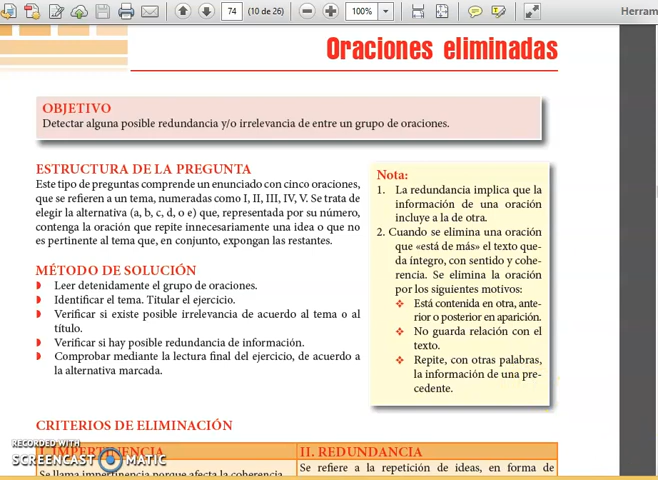 74 (10 de 26) 100% Herram
Oraciones eliminadas
OBJETIVO
Detectar alguna posible redundancia y/o irrelevancia de entre un grupo de oraciones.
ESTRUCTURA DE LA PREGUNTA
Este tipo de preguntas comprende un enunciado con cinco oraciones,
que se refieren a un tema, numeradas como I, II, III, IV, V. Se trata de
elegir la alternativa (a, b, c, d, o e) que, representada por su número,
contenga la oración que repite innecesariamente una idea o que no
es pertinente al tema que, en conjunto, expongan las restantes.
MÉTODO DE SOLUCIÓN
Leer detenidamente el grupo de oraciones.
Identificar el tema. Titular el ejercicio.
Verificar si existe posible irrelevancia de acuerdo al tema o al
título.
Verificar si hay posible redundancia de información.
Comprobar mediante la lectura final del ejercicio, de acuerdo a
la alternativa marcada.
Nota:
1. La redundancia implica que la
información de una oración
incluye a la de otra.
2. Cuando se elimina una oración
que «está de más» el texto que-
da íntegro, con sentido y cohe-
rencia. Se elimina la oración
por los siguientes motivos:
Está contenida en otra, ante-
rior o posterior en aparición.
No guarda relación con el
texto.
Repite, con otras palabras,
la información de una pre-
cedente.
CRITERIOS DE ELIMINACIÓN
I. IMPERTINENCIA
Se llama impertinencia porque afecta la coherencia
II. REDUNDANCIA
Se refiere a la repetición de ideas, en forma de
RECORDED WITH
SCREENCAST MATIC